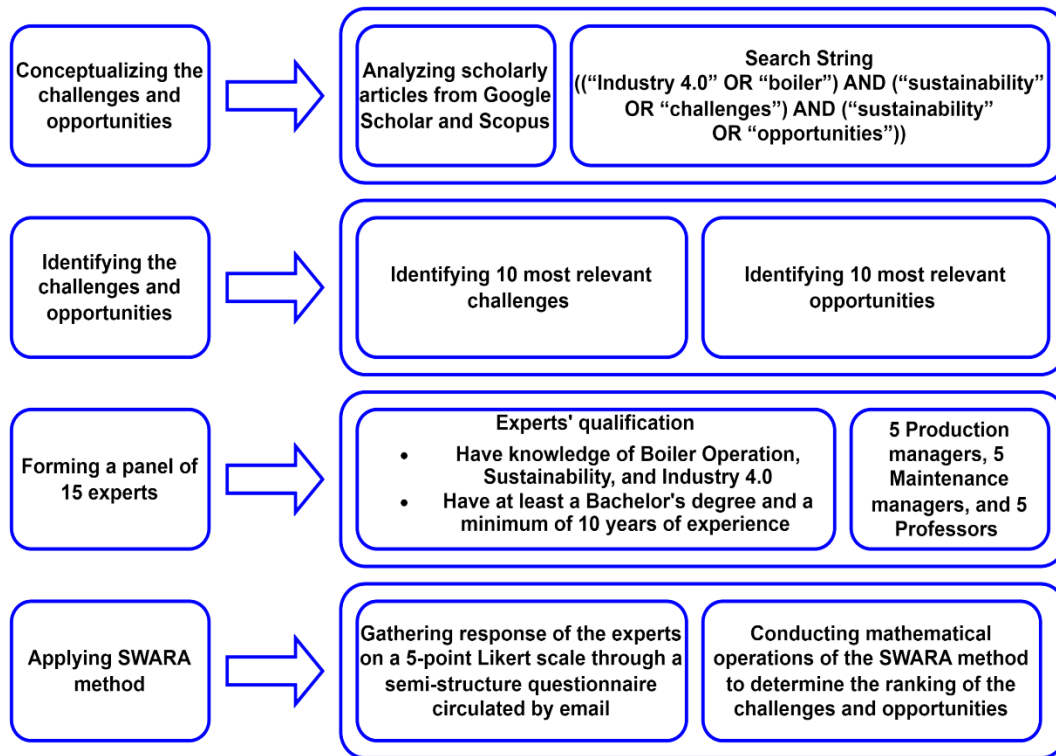 Conceptualizing the
challenges and
opportunities
Analyzing scholarly
articles from Google
Scholar and Scopus
Search String
((“Industry 4.0” OR “boiler”) AND (“sustainability”
OR “challenges”) AND (“sustainability”
OR “opportunities”))
Identifying the
challenges and
opportunities
Identifying 10 most relevant
challenges
Identifying 10 most relevant
opportunities
Forming a panel of
15 experts
Experts' qualification
• Have knowledge of Boiler Operation,
Sustainability, and Industry 4.0
• Have at least a Bachelor's degree and a
minimum of 10 years of experience
5 Production
managers, 5
Maintenance
managers, and 5
Professors
Applying SWARA
method
Gathering response of the experts
on a 5-point Likert scale through a
semi-structure questionnaire
circulated by email
Conducting mathematical
operations of the SWARA method
to determine the ranking of the
challenges and opportunities